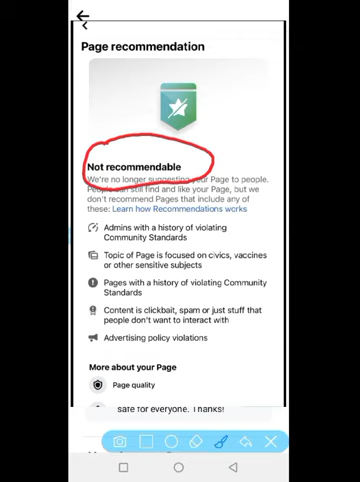 Page recommendation
Not recommendable
We're no longer suggesting your Page to people.
People can still find and like your Page, but we
don't recommend Pages that include any of
these: Learn how Recommendations works
Admins with a history of violating
Community Standards
Topic of Page is focused on civics, vaccines
or other sensitive subjects
Pages with a history of violating Community
Standards
Content is clickbait, spam or just stuff that
people don't want to interact with
Advertising policy violations
More about your Page
Page quality
safe for everyone. Thanks!